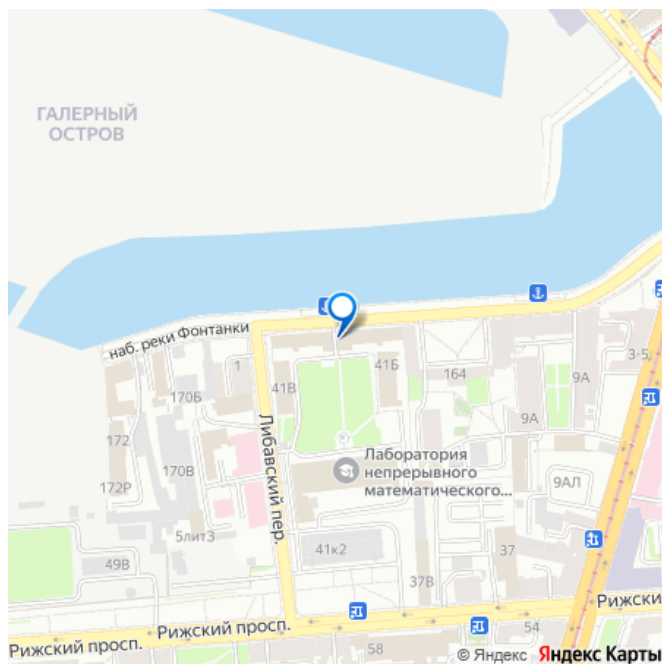 ГАЛЕРНЫЙ
ОСТРОВ
наб. реки Фонтанки
1
41В
41Б
164
9А
3-5,
170Б
9А
172
170В
Либавский пер.
Лаборатория
непрерывного
математического...
172Р
9АЛ
5литЗ
41к2
37
49В
37В
Рижский
Рижский просп.
54
Рижский просп.
58
© Яндекс Яндекс Карты